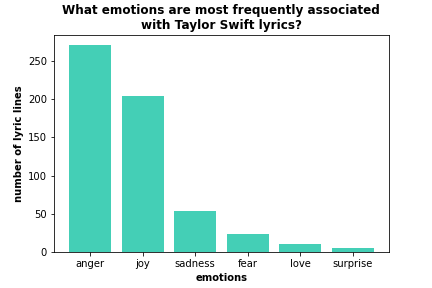 What emotions are most frequently associated
with Taylor Swift lyrics?
number of lyric lines
250
200
150
100
50
0
anger joy sadness fear love surprise
emotions